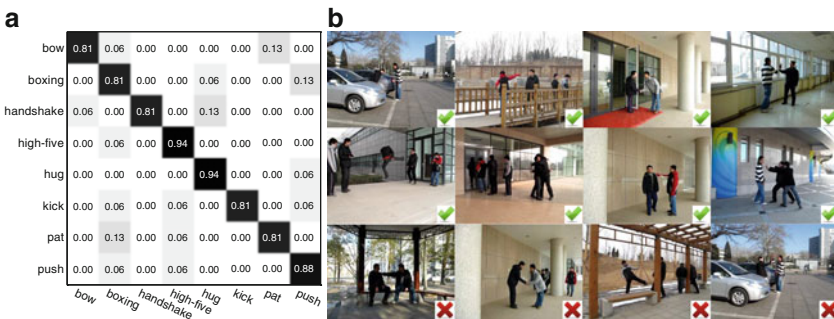 a
b
bow 0.81 0.06 0.00 0.00 0.00 0.00 0.13 0.00
boxing 0.00 0.81 0.00 0.00 0.06 0.00 0.00 0.13
handshake 0.06 0.00 0.81 0.00 0.13 0.00 0.00 0.00
high-five 0.00 0.06 0.00 0.94 0.00 0.00 0.00 0.00
hug 0.00 0.00 0.00 0.00 0.94 0.00 0.00 0.06
kick 0.00 0.06 0.00 0.06 0.00 0.81 0.00 0.06
pat 0.00 0.13 0.00 0.06 0.00 0.00 0.81 0.00
push 0.00 0.06 0.00 0.06 0.00 0.00 0.00 0.88
bow boxing handshake high-five hug kick pat push